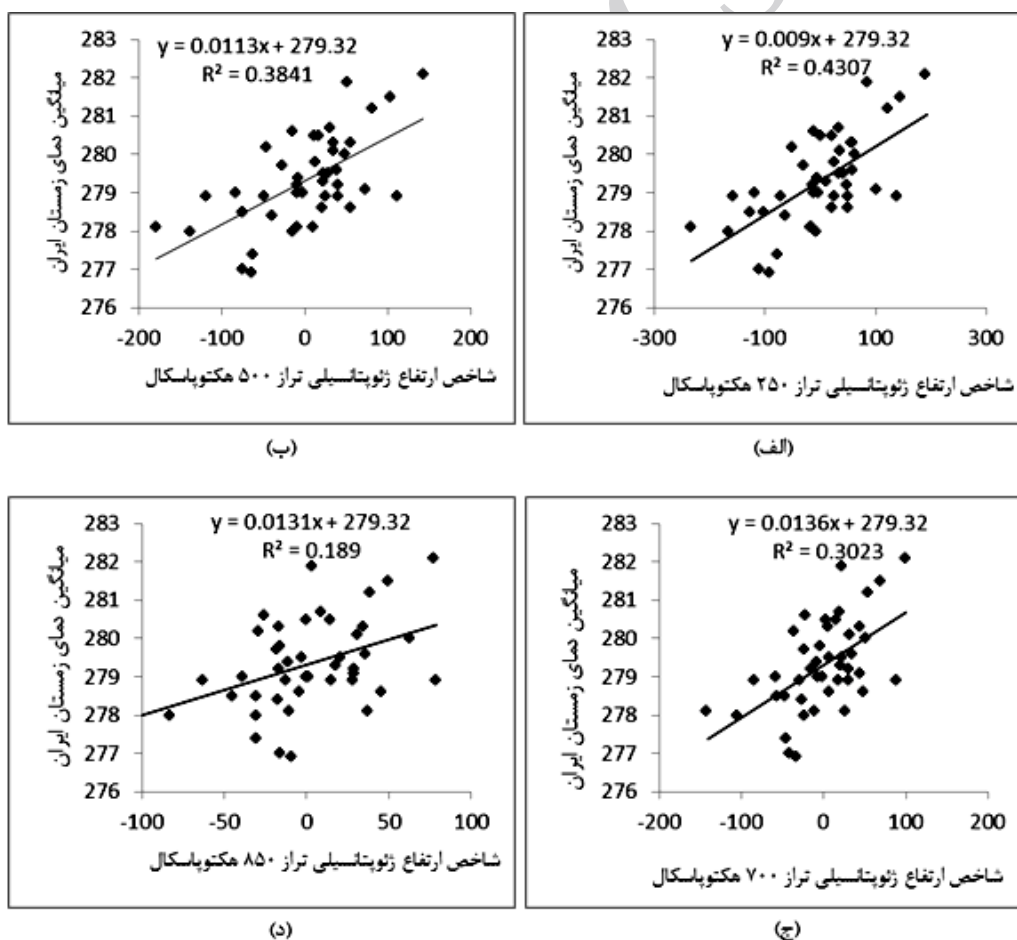 y = 0.009x + 279.32
R² = 0.4307
283
282
281
280
279
278
277
276
-300
-100
100
300
میانگین دمای زمستان ایران
شاخص ارتفاع ژئوپتانسیلی تراز ۲۵۰ هکتوپاسکال
(الف)
y = 0.0113x + 279.32
R² = 0.3841
283
282
281
280
279
278
277
276
-200
-100
0
100
200
میانگین دمای زمستان ایران
شاخص ارتفاع ژئوپتانسیلی تراز ۵۰۰ هکتوپاسکال
(ب)
y = 0.0136x + 279.32
R² = 0.3023
283
282
281
280
279
278
277
276
-200
-100
0
100
200
میانگین دمای زمستان ایران
شاخص ارتفاع ژئوپتانسیلی تراز ۷۰۰ هکتوپاسکال
(ج)
y = 0.0131x + 279.32
R² = 0.189
283
282
281
280
279
278
277
276
-100
-50
0
50
100
میانگین دمای زمستان ایران
شاخص ارتفاع ژئوپتانسیلی تراز ۸۵۰ هکتوپاسکال
(د)